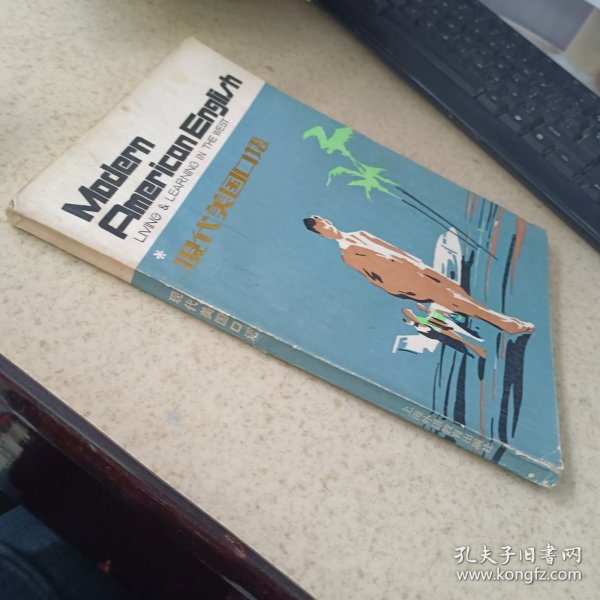 Modern
American English
LIVING & LEARNING IN THE WEST
*现代美国口语
现代美国口语
孔夫子旧书网
www.kongfz.com